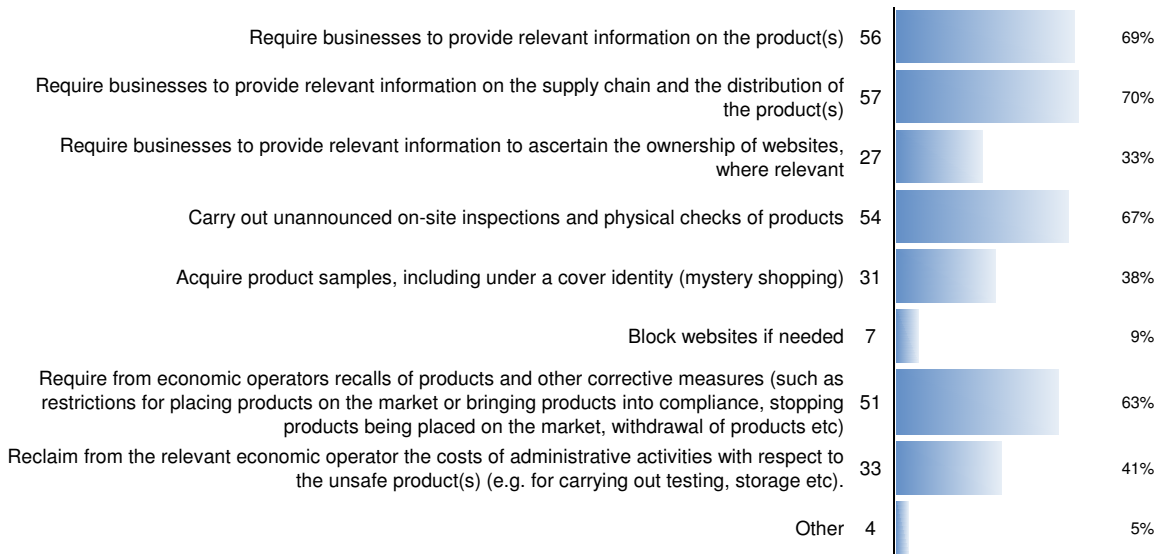 Require businesses to provide relevant information on the product(s) 56 69%
Require businesses to provide relevant information on the supply chain and the distribution of
the product(s) 57 70%
Require businesses to provide relevant information to ascertain the ownership of websites,
where relevant 27 33%
Carry out unannounced on-site inspections and physical checks of products 54 67%
Acquire product samples, including under a cover identity (mystery shopping) 31 38%
Block websites if needed 7 9%
Require from economic operators recalls of products and other corrective measures (such as
restrictions for placing products on the market or bringing products into compliance, stopping 51 63%
products being placed on the market, withdrawal of products etc)
Reclaim from the relevant economic operator the costs of administrative activities with respect to
the unsafe product(s) (e.g. for carrying out testing, storage etc). 33 41%
Other 4 5%